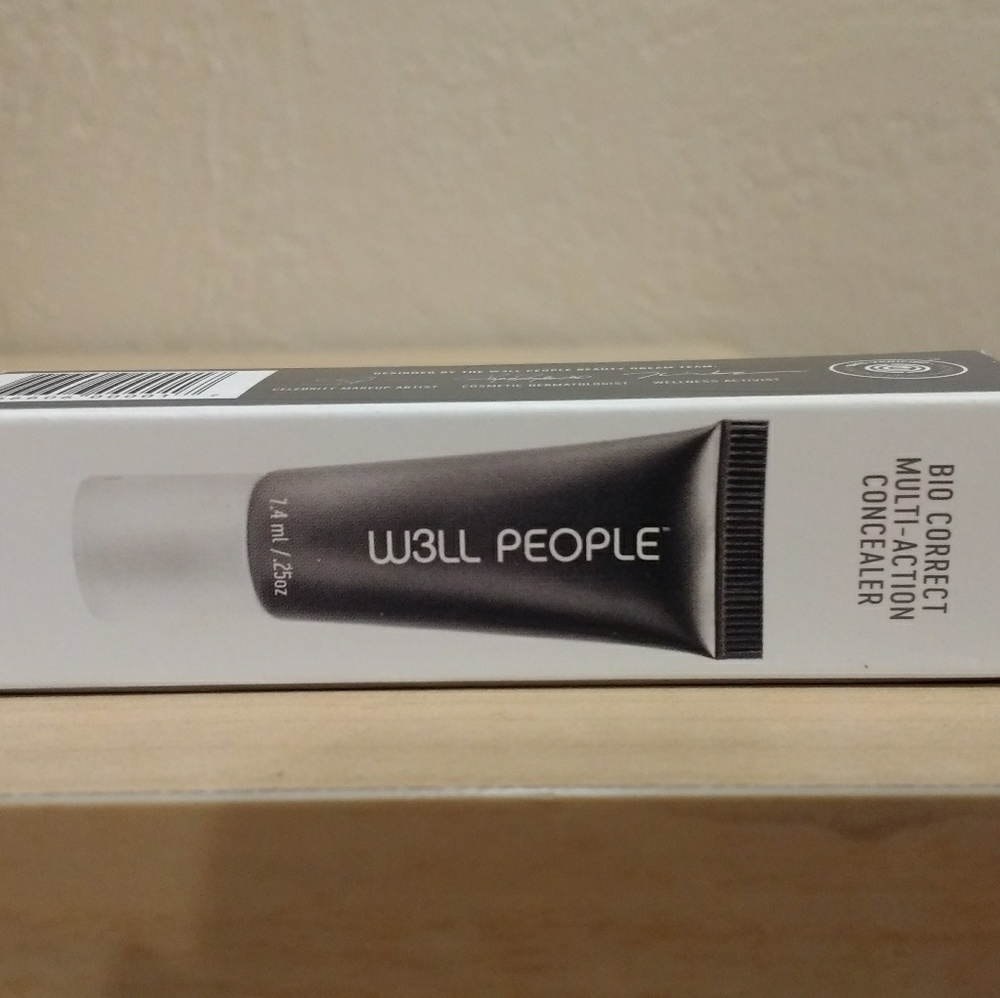 DESIGNED BY THE W3LL PEOPLE BEAUTY DREAM TEAM
CELEBRITY MAKEUP ARTIST
COSMETIC DERMATOLOGIST
WELLNESS ACTIVIST
W3LL PEOPLE™
7.4 ml / .25oz
BIO CORRECT
MULTI-ACTION
CONCEALER